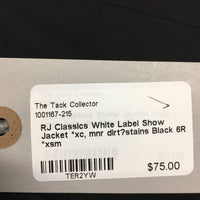 The Tack Collector
1001167-215
RJ Classics White Label Show
Jacket *xc, mnr dirt?stains Black 6R
*xsm
$75.00
TER2YW